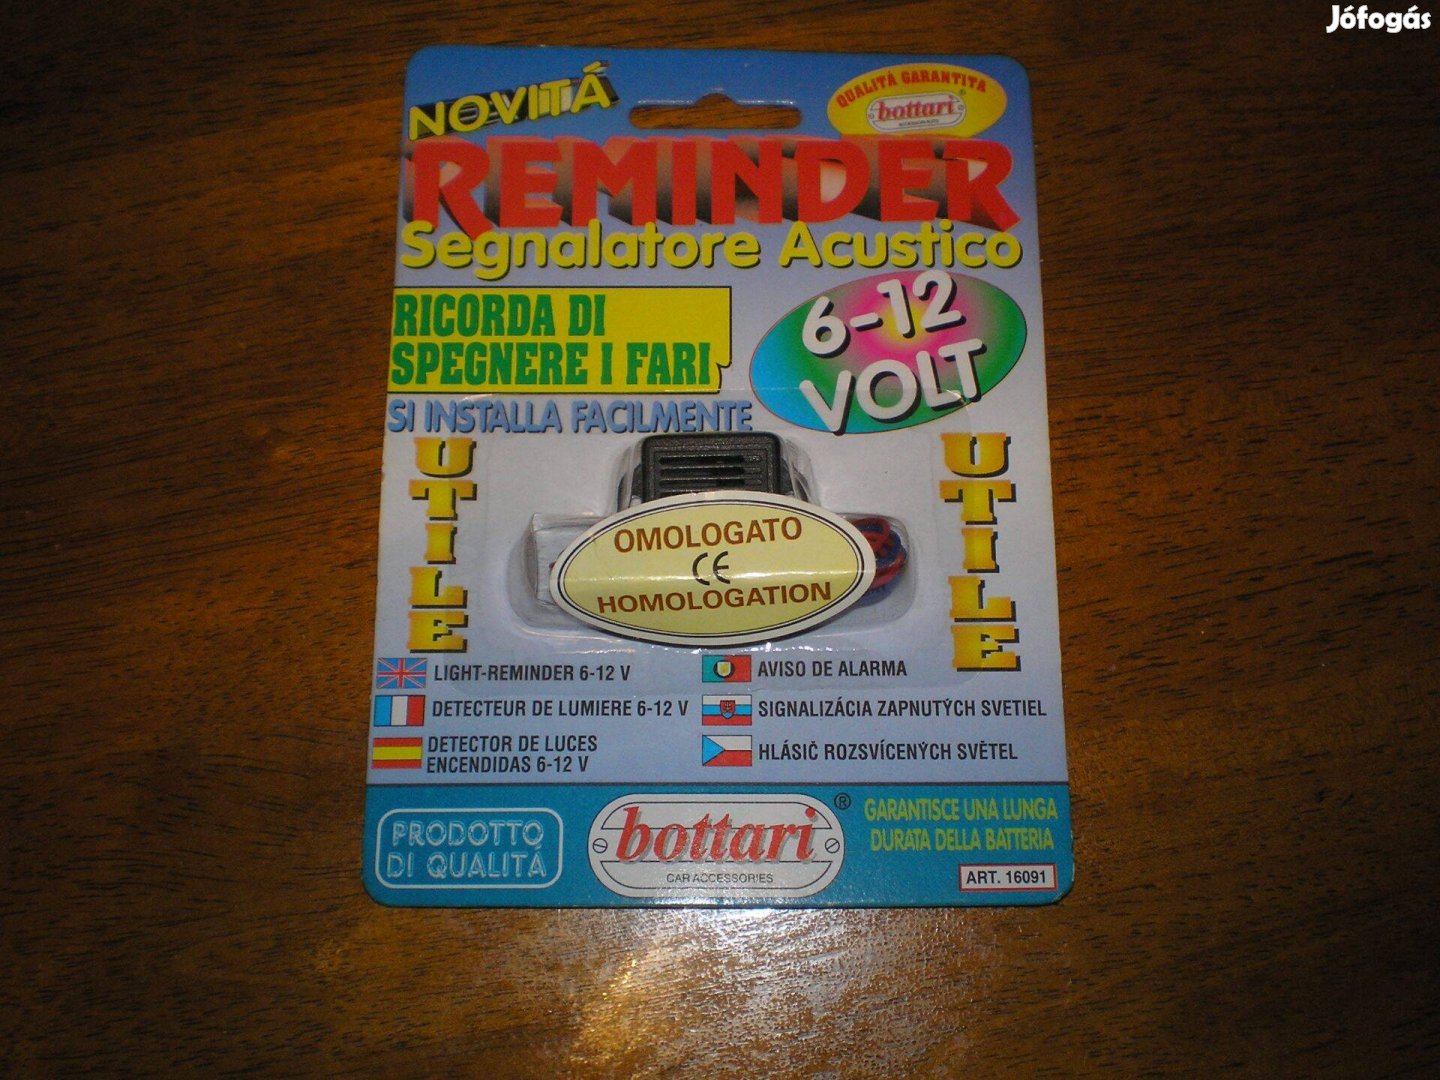 Jófogás
NOVITÁ
QUALITÀ GARANTITA
bottari
REMINDER
Segnalatore Acustico
RICORDA DI
SPEGNERE I FARI
6-12
VOLT
SI INSTALLA FACILMENTE
UTILE
UTILE
OMOLOGATO
CE
HOMOLOGATION
LIGHT-REMINDER 6-12 V
DETECTEUR DE LUMIERE 6-12 V
DETECTOR DE LUCES
ENCENDIDAS 6-12 V
AVISO DE ALARMA
SIGNALIZÁCIA ZAPNUTÝCH SVETIEL
HLÁSIČ ROZSVÍCENÝCH SVĚTEL
PRODOTTO
DI QUALITÁ
bottari ®
CAR ACCESSORIES
GARANTISCE UNA LUNGA
DURATA DELLA BATTERIA
ART. 16091